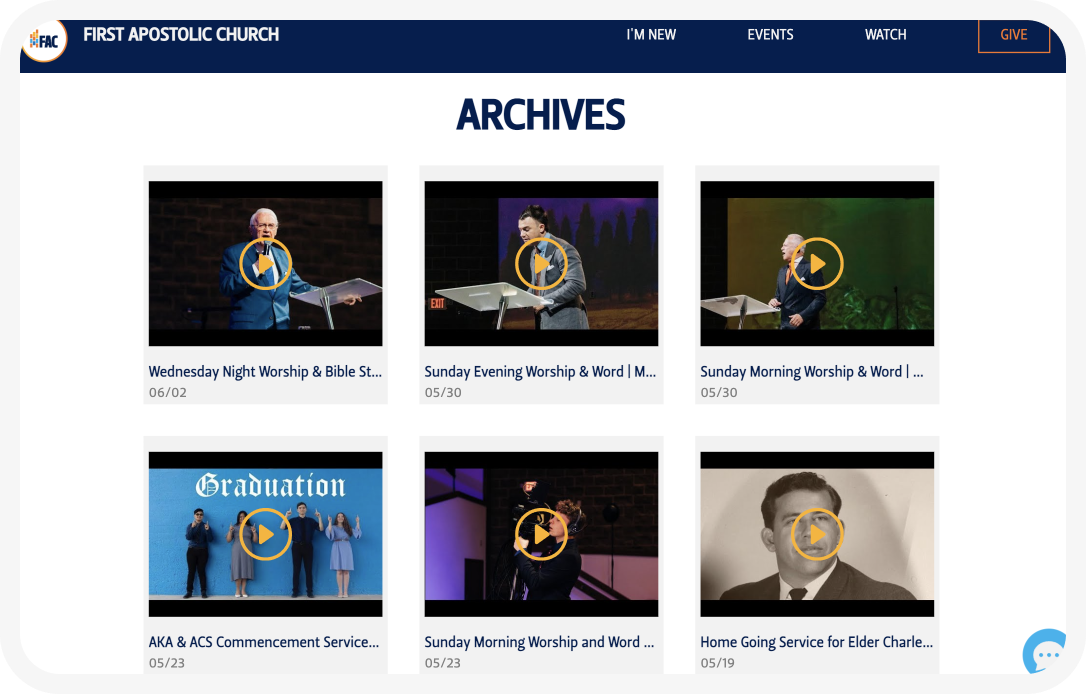 FAC
FIRST APOSTOLIC CHURCH
I'M NEW
EVENTS
WATCH
GIVE
ARCHIVES
EXIT
Wednesday Night Worship & Bible St...
06/02
Sunday Evening Worship & Word | M...
05/30
Sunday Morning Worship & Word | ...
05/30
Graduation
AKA & ACS Commencement Service...
05/23
Sunday Morning Worship and Word ...
05/23
Home Going Service for Elder Charle...
05/19